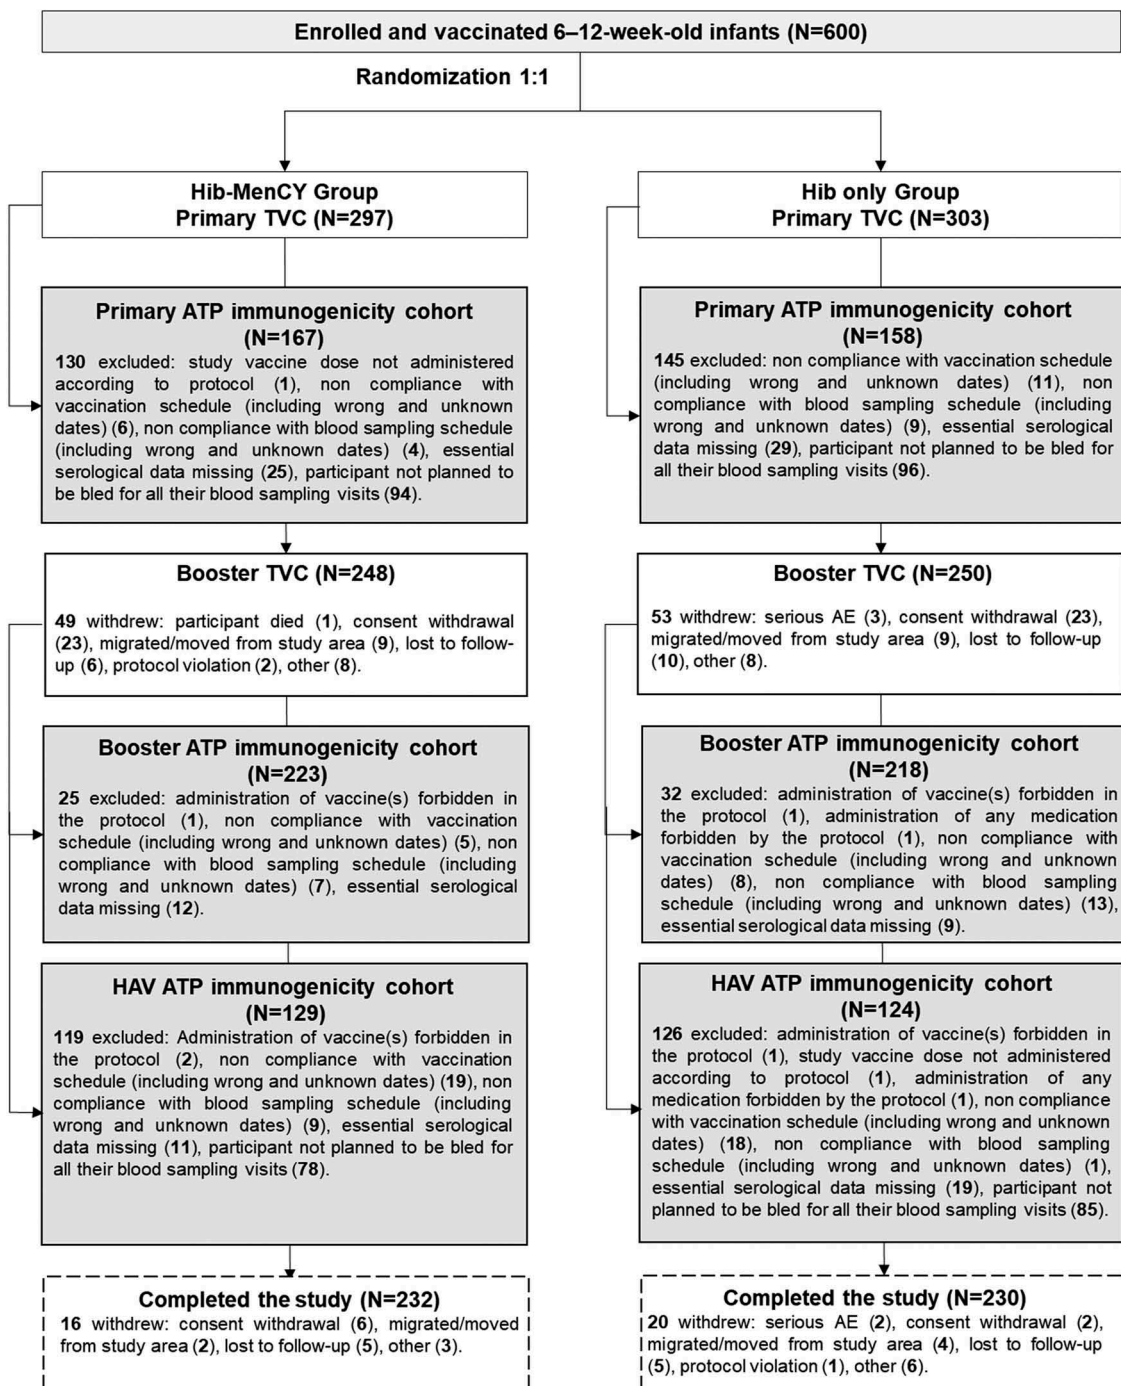 Enrolled and vaccinated 6–12-week-old infants (N=600)
Randomization 1:1
Hib-MenCY Group
Primary TVC (N=297)
Primary ATP immunogenicity cohort
(N=167)
130 excluded: study vaccine dose not administered
according to protocol (1), non compliance with
vaccination schedule (including wrong and unknown
dates) (6), non compliance with blood sampling schedule
(including wrong and unknown dates) (4), essential
serological data missing (25), participant not planned to
be bled for all their blood sampling visits (94).
Booster TVC (N=248)
49 withdrew: participant died (1), consent withdrawal
(23), migrated/moved from study area (9), lost to follow-
up (6), protocol violation (2), other (8).
Booster ATP immunogenicity cohort
(N=223)
25 excluded: administration of vaccine(s) forbidden in
the protocol (1), non compliance with vaccination
schedule (including wrong and unknown dates) (5), non
compliance with blood sampling schedule (including
wrong and unknown dates) (7), essential serological
data missing (12).
HAV ATP immunogenicity cohort
(N=129)
119 excluded: Administration of vaccine(s) forbidden in
the protocol (2), non compliance with vaccination
schedule (including wrong and unknown dates) (19), non
compliance with blood sampling schedule (including
wrong and unknown dates) (9), essential serological
data missing (11), participant not planned to be bled for
all their blood sampling visits (78).
Completed the study (N=232)
16 withdrew: consent withdrawal (6), migrated/moved
from study area (2), lost to follow-up (5), other (3).
Hib only Group
Primary TVC (N=303)
Primary ATP immunogenicity cohort
(N=158)
145 excluded: non compliance with vaccination schedule
(including wrong and unknown dates) (11), non
compliance with blood sampling schedule (including
wrong and unknown dates) (9), essential serological
data missing (29), participant not planned to be bled for
all their blood sampling visits (96).
Booster TVC (N=250)
53 withdrew: serious AE (3), consent withdrawal (23),
migrated/moved from study area (9), lost to follow-up
(10), other (8).
Booster ATP immunogenicity cohort
(N=218)
32 excluded: administration of vaccine(s) forbidden in
the protocol (1), administration of any medication
forbidden by the protocol (1), non compliance with
vaccination schedule (including wrong and unknown
dates) (8), non compliance with blood sampling
schedule (including wrong and unknown dates) (13),
essential serological data missing (9).
HAV ATP immunogenicity cohort
(N=124)
126 excluded: administration of vaccine(s) forbidden in
the protocol (1), study vaccine dose not administered
according to protocol (1), administration of any
medication forbidden by the protocol (1), non compliance
with vaccination schedule (including wrong and unknown
dates) (18), non compliance with blood sampling
schedule (including wrong and unknown dates) (1),
essential serological data missing (19), participant not
planned to be bled for all their blood sampling visits (85).
Completed the study (N=230)
20 withdrew: serious AE (2), consent withdrawal (2),
migrated/moved from study area (4), lost to follow-up
(5), protocol violation (1), other (6).